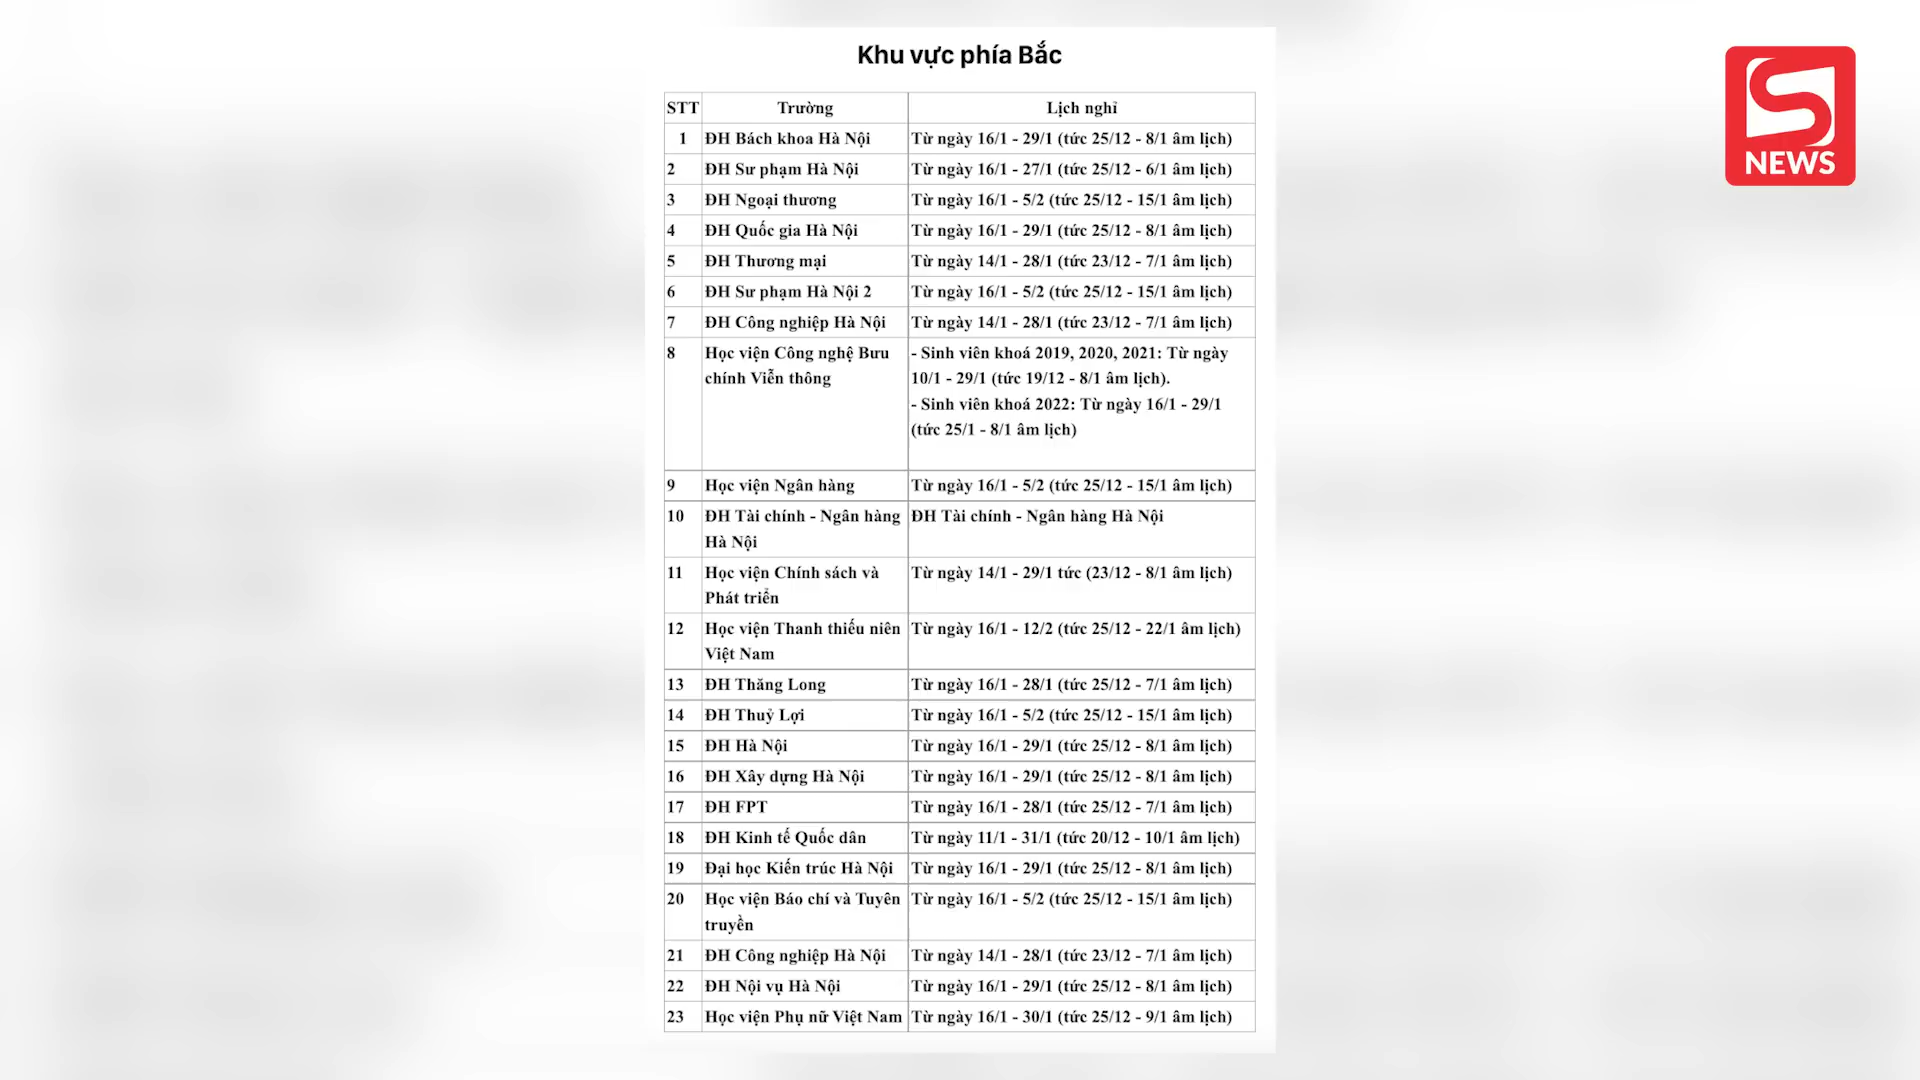 Khu vực phía Bắc
S
NEWS
STT Trường Lịch nghỉ
1 ĐH Bách khoa Hà Nội Từ ngày 16/1 - 29/1 (tức 25/12 - 8/1 âm lịch)
2 ĐH Sư phạm Hà Nội Từ ngày 16/1 - 27/1 (tức 25/12 - 6/1 âm lịch)
3 ĐH Ngoại thương Từ ngày 16/1 - 5/2 (tức 25/12 - 15/1 âm lịch)
4 ĐH Quốc gia Hà Nội Từ ngày 16/1 - 29/1 (tức 25/12 - 8/1 âm lịch)
5 ĐH Thương mại Từ ngày 14/1 - 28/1 (tức 23/12 - 7/1 âm lịch)
6 ĐH Sư phạm Hà Nội 2 Từ ngày 16/1 - 5/2 (tức 25/12 - 15/1 âm lịch)
7 ĐH Công nghiệp Hà Nội Từ ngày 14/1 - 28/1 (tức 23/12 - 7/1 âm lịch)
8 Học viện Công nghệ Bưu - Sinh viên khoá 2019, 2020, 2021: Từ ngày
chính Viễn thông 10/1 - 29/1 (tức 19/12 - 8/1 âm lịch).
- Sinh viên khoá 2022: Từ ngày 16/1 - 29/1
(tức 25/1 - 8/1 âm lịch)
9 Học viện Ngân hàng Từ ngày 16/1 - 5/2 (tức 25/12 - 15/1 âm lịch)
10 ĐH Tài chính - Ngân hàng ĐH Tài chính - Ngân hàng Hà Nội
Hà Nội
11 Học viện Chính sách và Từ ngày 14/1 - 29/1 tức (23/12 - 8/1 âm lịch)
Phát triển
12 Học viện Thanh thiếu niên Từ ngày 16/1 - 12/2 (tức 25/12 - 22/1 âm lịch)
Việt Nam
13 ĐH Thăng Long Từ ngày 16/1 - 28/1 (tức 25/12 - 7/1 âm lịch)
14 ĐH Thuỷ Lợi Từ ngày 16/1 - 5/2 (tức 25/12 - 15/1 âm lịch)
15 ĐH Hà Nội Từ ngày 16/1 - 29/1 (tức 25/12 - 8/1 âm lịch)
16 ĐH Xây dựng Hà Nội Từ ngày 16/1 - 29/1 (tức 25/12 - 8/1 âm lịch)
17 ĐH FPT Từ ngày 16/1 - 28/1 (tức 25/12 - 7/1 âm lịch)
18 ĐH Kinh tế Quốc dân Từ ngày 11/1 - 31/1 (tức 20/12 - 10/1 âm lịch)
19 Đại học Kiến trúc Hà Nội Từ ngày 16/1 - 29/1 (tức 25/12 - 8/1 âm lịch)
20 Học viện Báo chí và Tuyên Từ ngày 16/1 - 5/2 (tức 25/12 - 15/1 âm lịch)
truyền
21 ĐH Công nghiệp Hà Nội Từ ngày 14/1 - 28/1 (tức 23/12 - 7/1 âm lịch)
22 ĐH Nội vụ Hà Nội Từ ngày 16/1 - 29/1 (tức 25/12 - 8/1 âm lịch)
23 Học viện Phụ nữ Việt Nam Từ ngày 16/1 - 30/1 (tức 25/12 - 9/1 âm lịch)